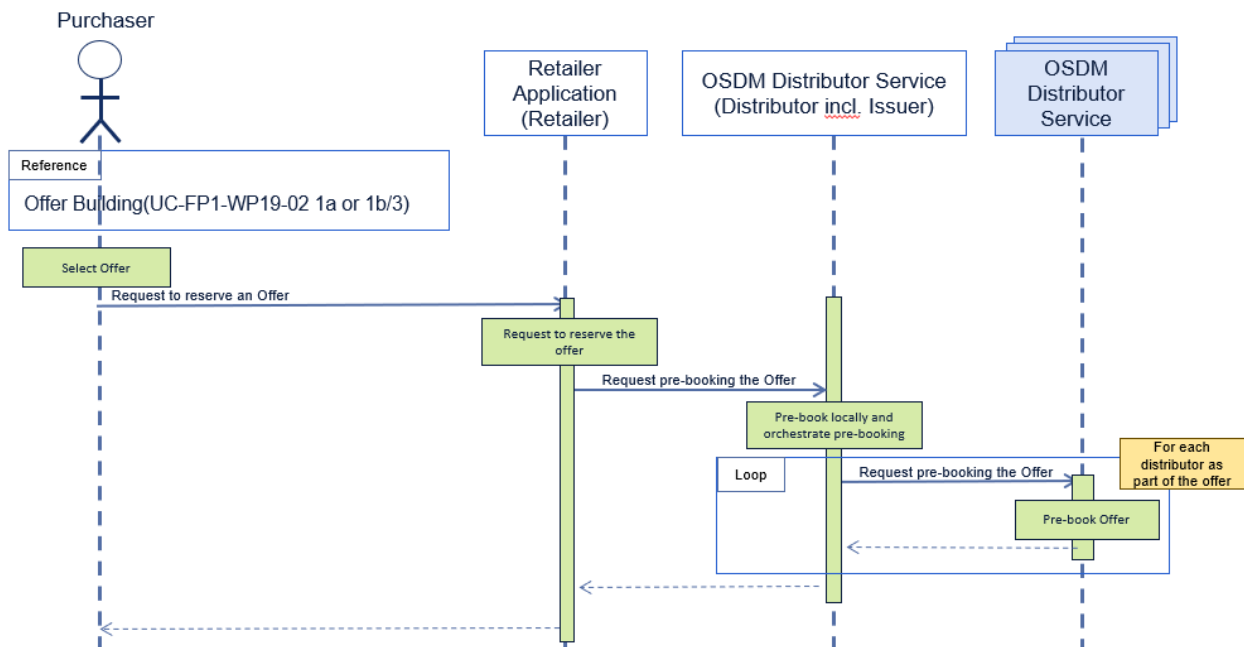 Purchaser
Retailer
Application
(Retailer)
OSDM Distributor Service
(Distributor incl. Issuer)
OSDM
Distributor
Service
Reference
Offer Building(UC-FP1-WP19-02 1a or 1b/3)
Select Offer
Request to reserve an Offer
Request to reserve the
offer
Request pre-booking the Offer
Pre-book locally and
orchestrate pre-booking
For each
distributor as
part of the offer
Loop
Request pre-booking the Offer
Pre-book Offer